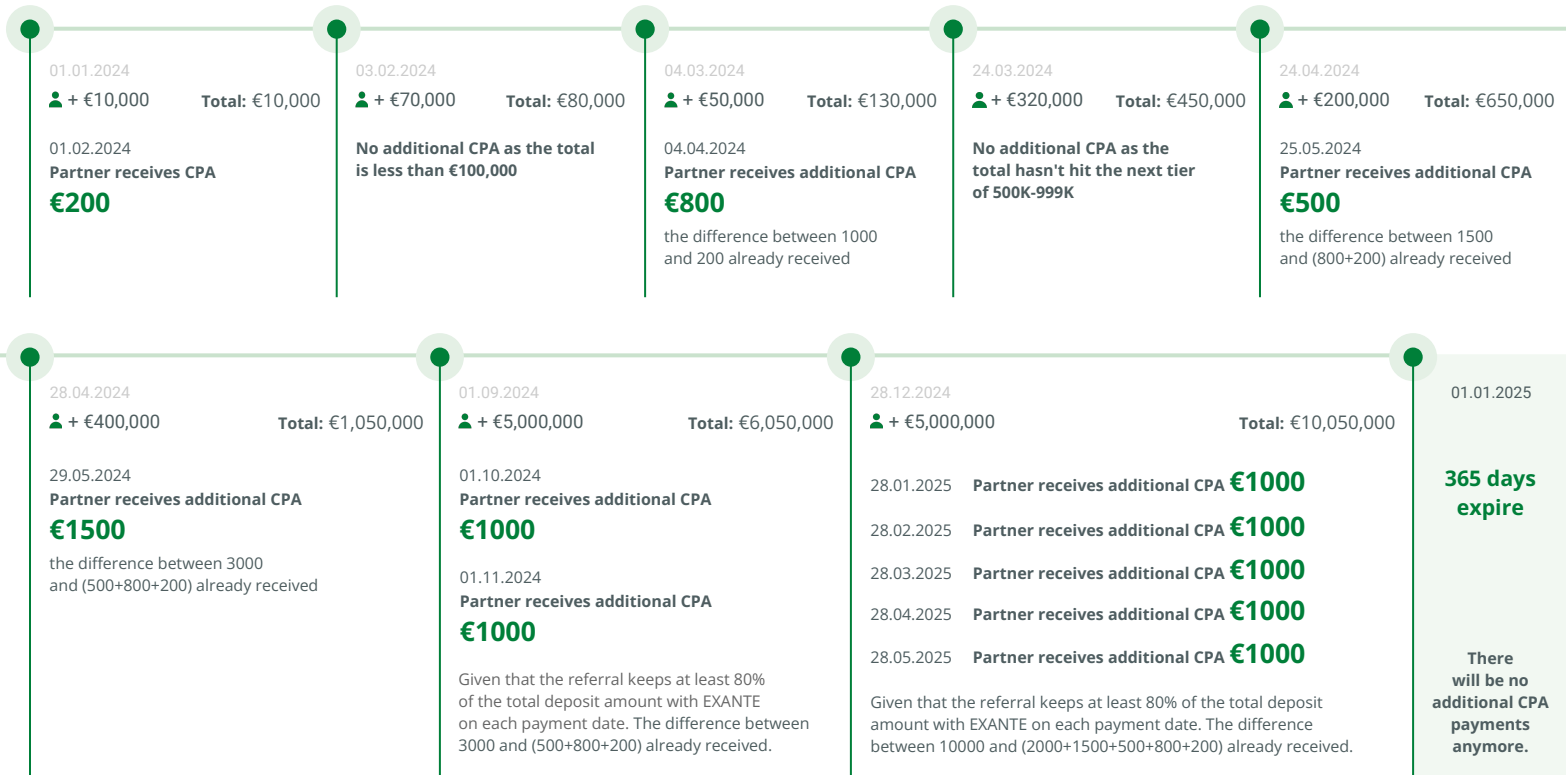 01.01.2024
+ €10,000 Total: €10,000
01.02.2024
Partner receives CPA
€200
03.02.2024
+ €70,000 Total: €80,000
No additional CPA as the total
is less than €100,000
04.03.2024
+ €50,000 Total: €130,000
04.04.2024
Partner receives additional CPA
€800
the difference between 1000
and 200 already received
24.03.2024
+ €320,000 Total: €450,000
No additional CPA as the
total hasn't hit the next tier
of 500K-999K
24.04.2024
+ €200,000 Total: €650,000
25.05.2024
Partner receives additional CPA
€500
the difference between 1500
and (800+200) already received
28.04.2024
+ €400,000 Total: €1,050,000
29.05.2024
Partner receives additional CPA
€1500
the difference between 3000
and (500+800+200) already received
01.09.2024
+ €5,000,000 Total: €6,050,000
01.10.2024
Partner receives additional CPA
€1000
01.11.2024
Partner receives additional CPA
€1000
Given that the referral keeps at least 80%
of the total deposit amount with EXANTE
on each payment date. The difference between
3000 and (500+800+200) already received.
28.12.2024
+ €5,000,000 Total: €10,050,000
28.01.2025 Partner receives additional CPA €1000
28.02.2025 Partner receives additional CPA €1000
28.03.2025 Partner receives additional CPA €1000
28.04.2025 Partner receives additional CPA €1000
28.05.2025 Partner receives additional CPA €1000
Given that the referral keeps at least 80% of the total deposit
amount with EXANTE on each payment date. The difference
between 10000 and (2000+1500+500+800+200) already received.
01.01.2025
365 days
expire
There
will be no
additional CPA
payments
anymore.